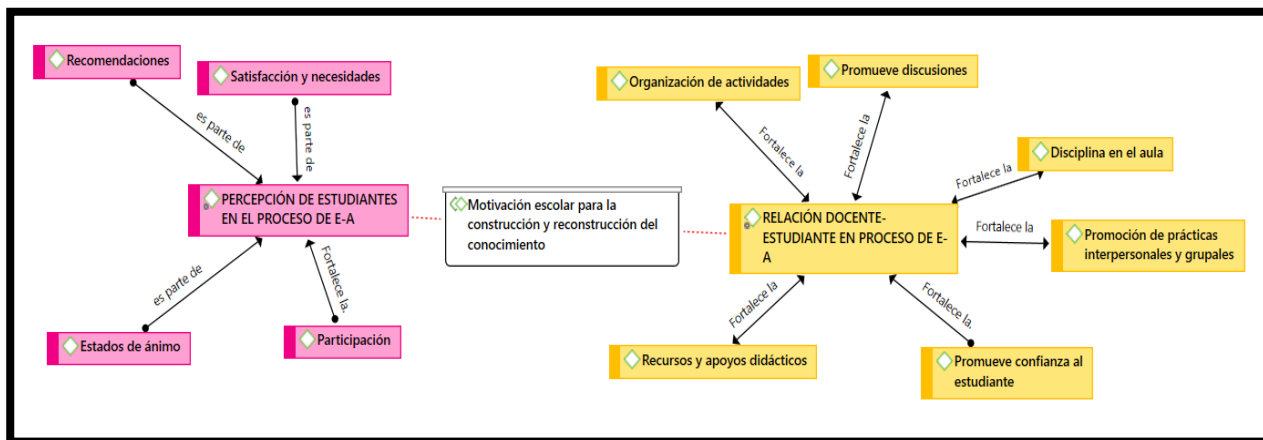 Recomendaciones
Satisfacción y necesidades
es parte de
es parte de
PERCEPCIÓN DE ESTUDIANTES
EN EL PROCESO DE E-A
es parte de
Fortalece la.
Estados de ánimo
Participación
Motivación escolar para la
construcción y reconstrucción del
conocimiento
Organización de actividades
Promueve discusiones
Fortalece la
Fortalece la
Disciplina en el aula
Fortalece la
RELACIÓN DOCENTE-
ESTUDIANTE EN PROCESO DE E-
A
Fortalece la
Promoción de prácticas
interpersonales y grupales
Fortalece la
Fortalece la.
Recursos y apoyos didácticos
Promueve confianza al
estudiante